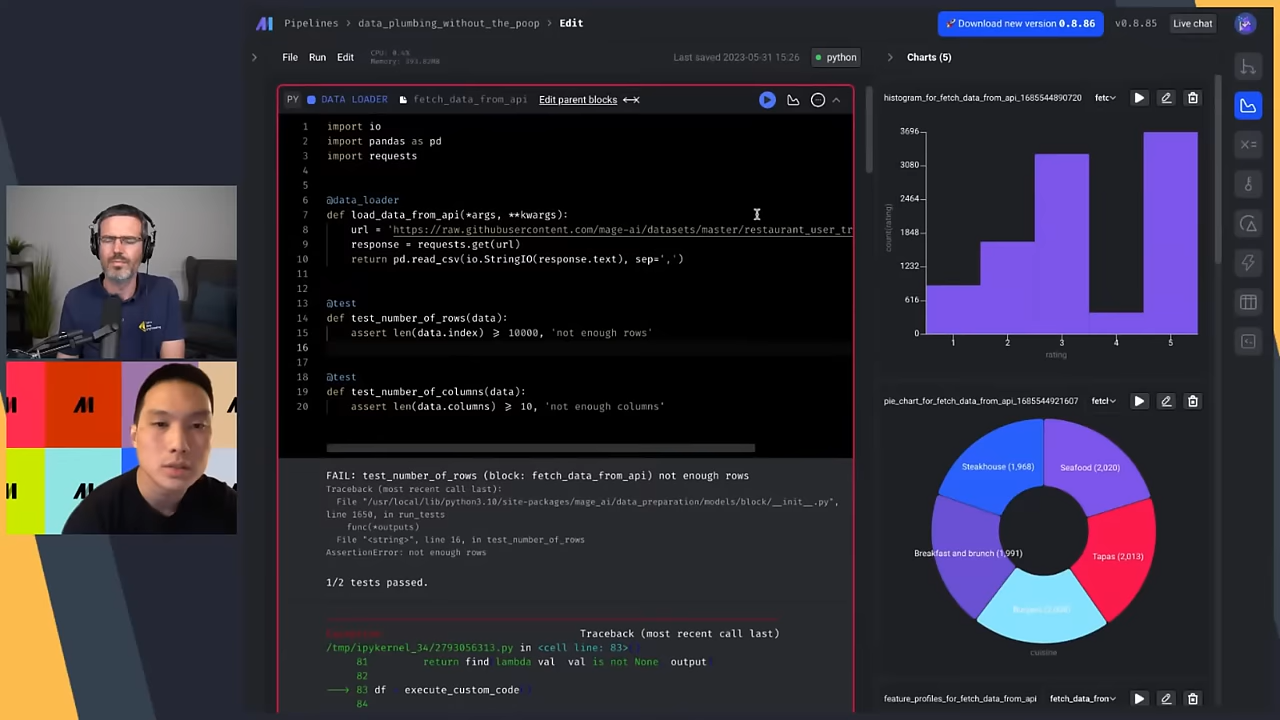 Pipelines > data_plumbing_without_the_poop > Edit
Download new version 0.8.86
v0.8.85
Live chat
File Run Edit
CPU: 0.4%
Memory: 393.82MB
Last saved 2023-05-31 15:26
python
Charts (5)
PY DATA LOADER fetch_data_from_api Edit parent blocks
1 import io
2 import pandas as pd
3 import requests
4
5
6 @data_loader
7 def load_data_from_api(*args, **kwargs):
8 url = 'https://raw.githubusercontent.com/mage-ai/datasets/master/restaurant_user_tr
9 response = requests.get(url)
10 return pd.read_csv(io.StringIO(response.text), sep=',')
11
12
13 @test
14 def test_number_of_rows(data):
15 assert len(data.index) ≥ 10000, 'not enough rows'
16
17
18 @test
19 def test_number_of_columns(data):
20 assert len(data.columns) ≥ 10, 'not enough columns'
FAIL: test_number_of_rows (block: fetch_data_from_api) not enough rows
Traceback (most recent call last):
File "/usr/local/lib/python3.10/site-packages/mage_ai/data_preparation/models/block/__init__.py",
line 1650, in run_tests
func(*outputs)
File "<string>", line 16, in test_number_of_rows
AssertionError: not enough rows
1/2 tests passed.
Traceback (most recent call last)
/tmp/ipykernel_34/2793056313.py in <cell line: 83>
81 return find lambda val val is not None output
82
83 df execute_custom_code
84
histogram_for_fetch_data_from_api_1685544890720
fetc
3696
3080
2464
1848
1232
616
0
count(rating)
1 2 3 4 5
rating
pie_chart_for_fetch_data_from_api_1685544921607
fetcl
Steakhouse (1,968)
Seafood (2,020)
Breakfast and brunch (1,991)
Tapas (2,013)
cuisine
feature_profiles_for_fetch_data_from_api
fetch_data_fron